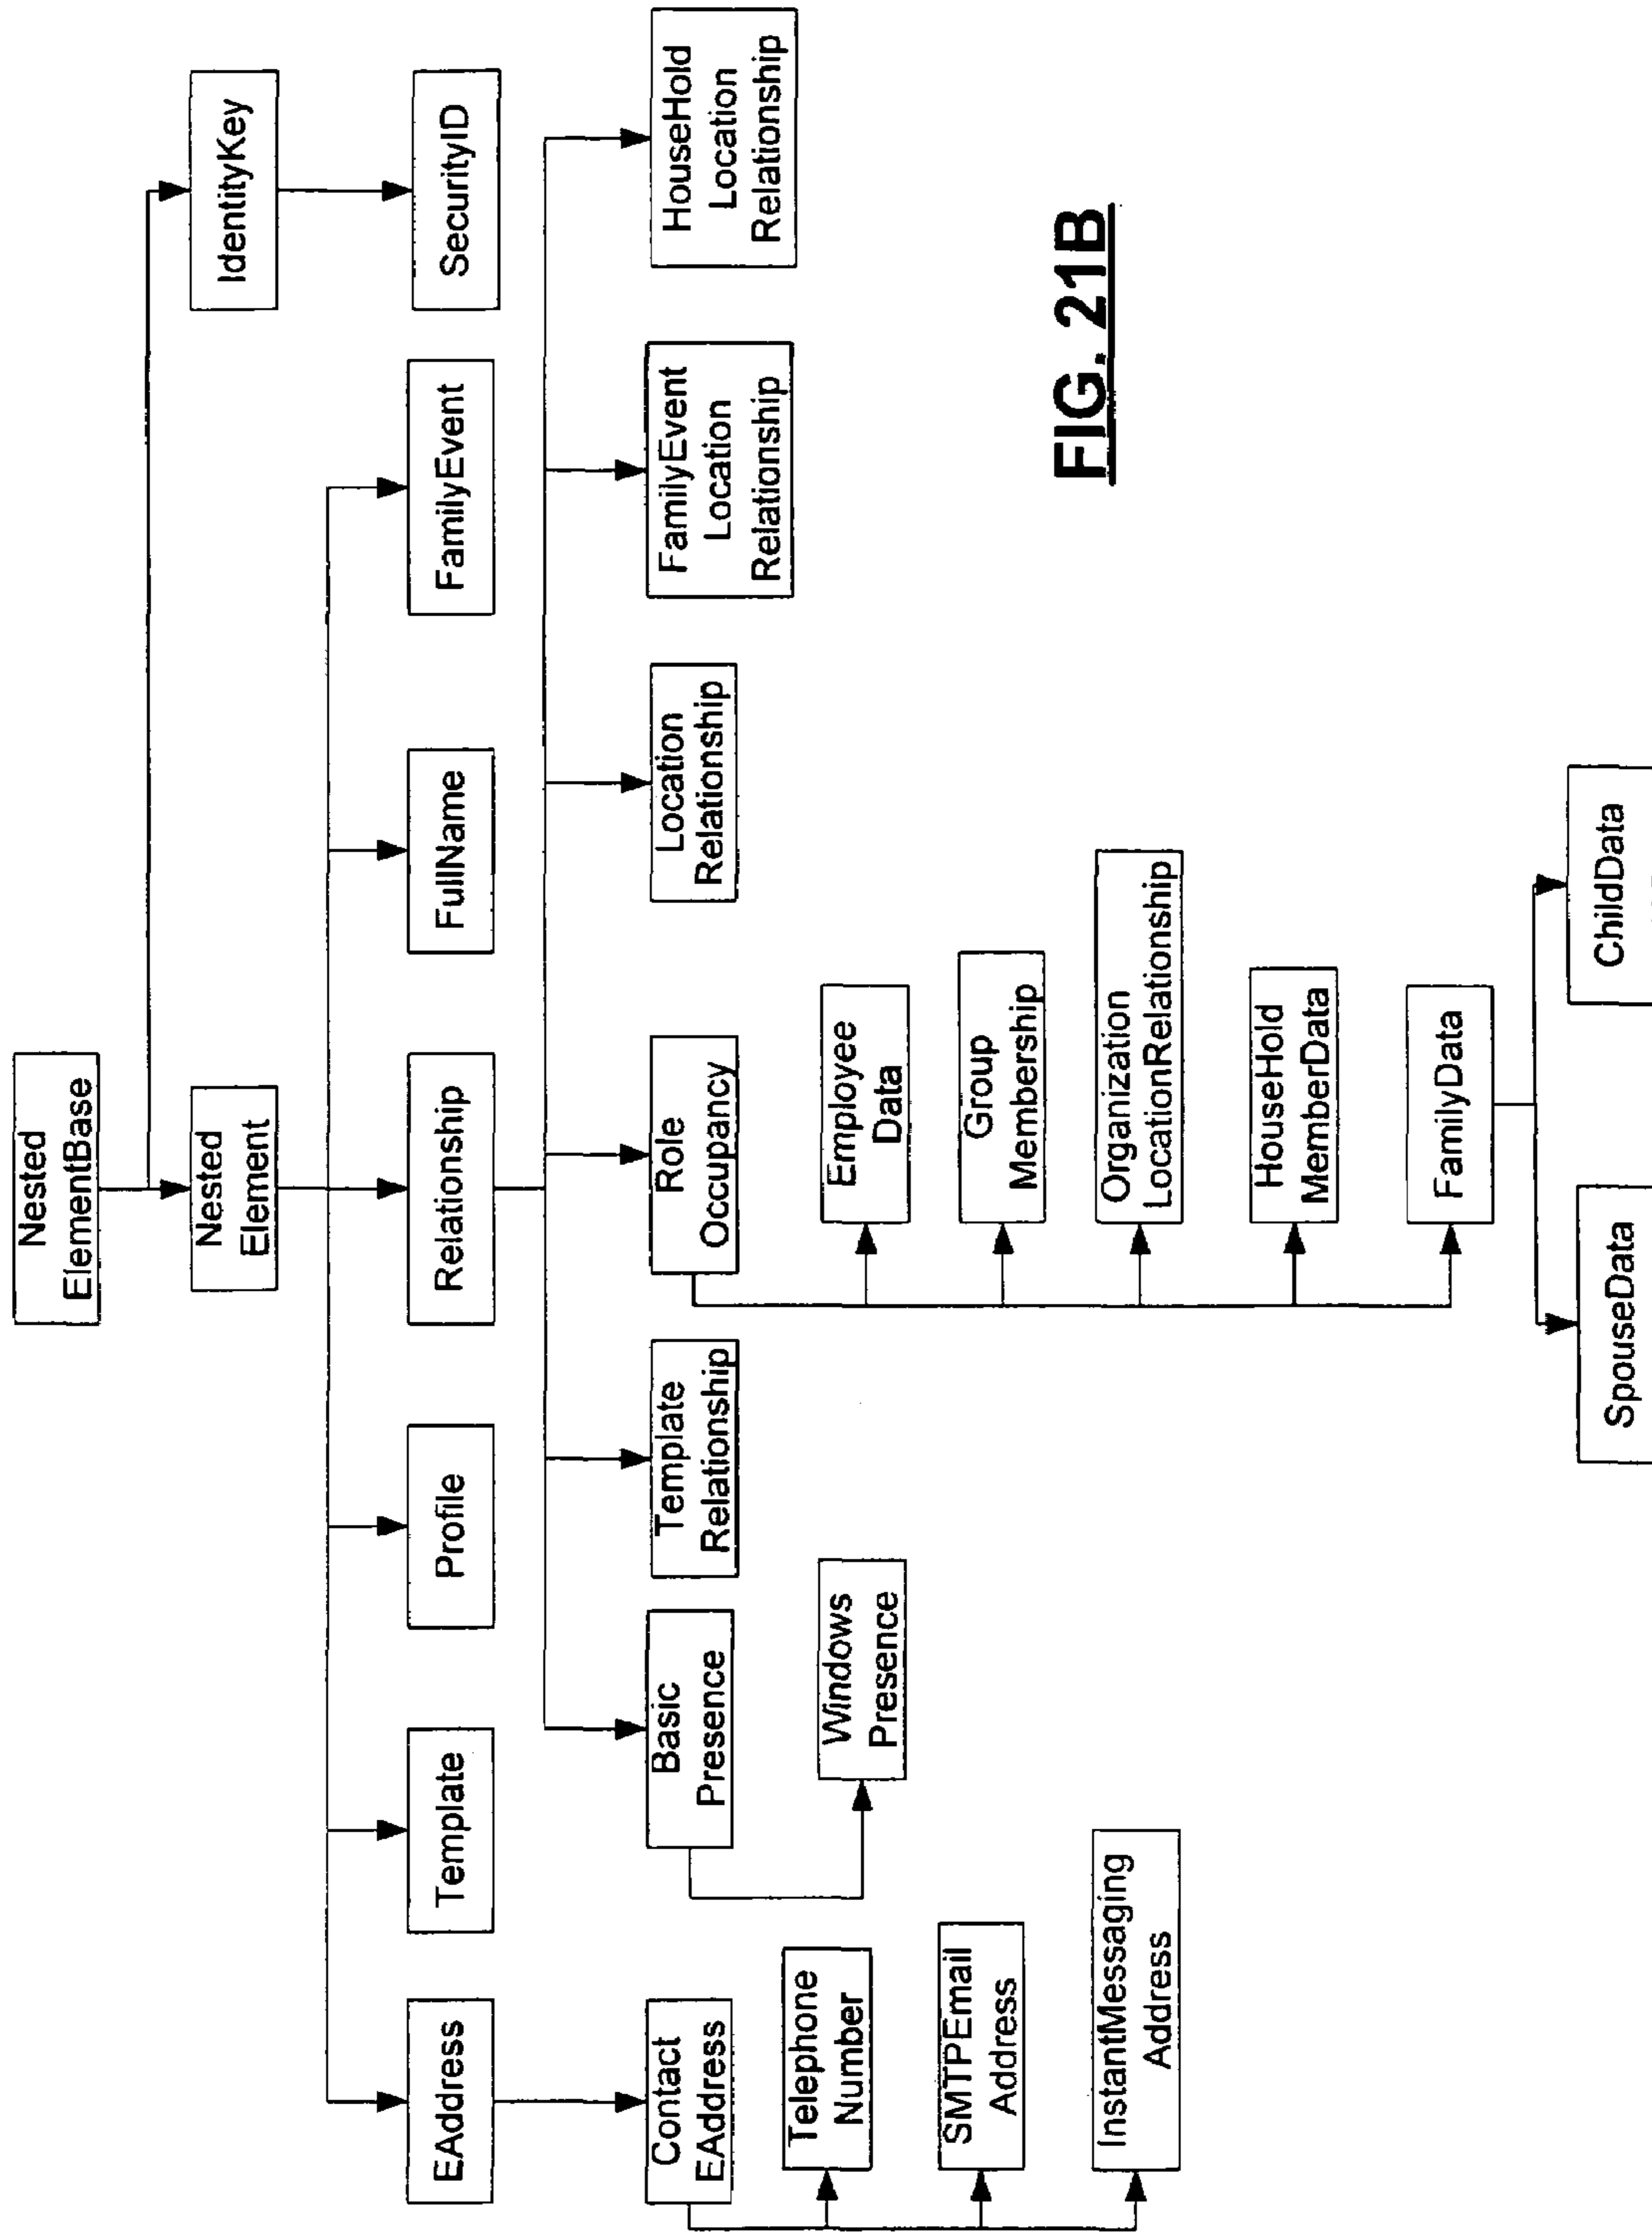 Nested
ElementBase
Nested
Element
IdentityKey
EAddress
Template
Profile
Relationship
FullName
FamilyEvent
SecurityID
Contact
EAddress
Basic
Presence
Template
Relationship
Role
Occupancy
Location
Relationship
FamilyEvent
Location
Relationship
HouseHold
Location
Relationship
Telephone
Number
SMTPEmail
Address
InstantMessaging
Address
Windows
Presence
Employee
Data
Group
Membership
Organization
LocationRelationship
HouseHold
MemberData
FamilyData
SpouseData
ChildData
FIG. 21B